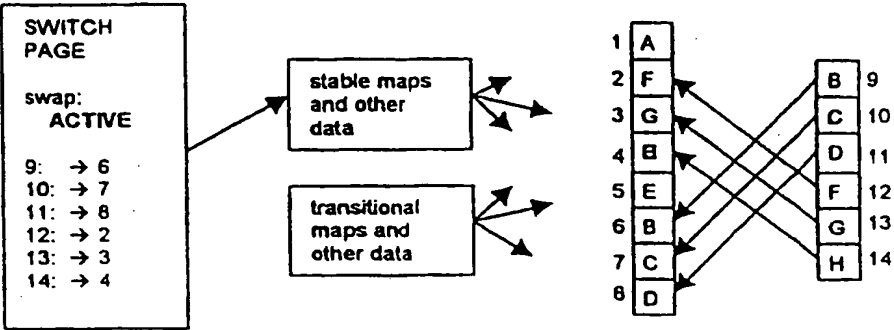 SWITCH
PAGE
swap:
ACTIVE
9: → 6
10: → 7
11: → 8
12: → 2
13: → 3
14: → 4
stable maps
and other
data
transitional
maps and
other data
1 A
2 F
3 G
4
5 E
6 B
7 C
8 D
B 9
C 10
D 11
F 12
G 13
H 14